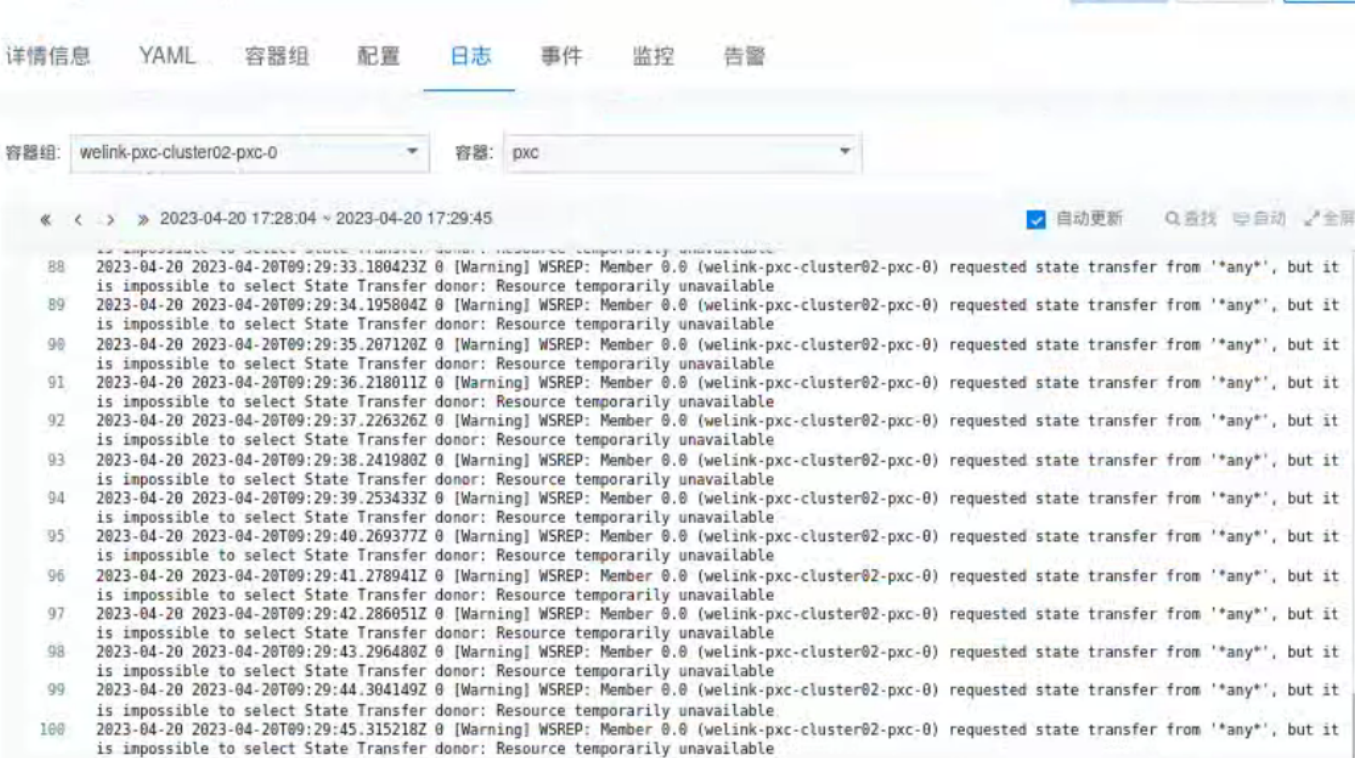 详情信息 YAML 容器组 配置 日志 事件 监控 告警
容器组: welink-pxc-cluster02-pxc-0 容器: pxc
« ‹ › » 2023-04-20 17:28:04 ~ 2023-04-20 17:29:45 自动更新 查找 自动 全屏
is impossible to select State Transfer donor: Resource temporarily unavailable
88 2023-04-20 2023-04-20T09:29:33.180423Z 0 [Warning] WSREP: Member 0.0 (welink-pxc-cluster02-pxc-0) requested state transfer from '*any*', but it
is impossible to select State Transfer donor: Resource temporarily unavailable
89 2023-04-20 2023-04-20T09:29:34.195804Z 0 [Warning] WSREP: Member 0.0 (welink-pxc-cluster02-pxc-0) requested state transfer from '*any*', but it
is impossible to select State Transfer donor: Resource temporarily unavailable
90 2023-04-20 2023-04-20T09:29:35.207120Z 0 [Warning] WSREP: Member 0.0 (welink-pxc-cluster02-pxc-0) requested state transfer from '*any*', but it
is impossible to select State Transfer donor: Resource temporarily unavailable
91 2023-04-20 2023-04-20T09:29:36.218011Z 0 [Warning] WSREP: Member 0.0 (welink-pxc-cluster02-pxc-0) requested state transfer from '*any*', but it
is impossible to select State Transfer donor: Resource temporarily unavailable
92 2023-04-20 2023-04-20T09:29:37.226326Z 0 [Warning] WSREP: Member 0.0 (welink-pxc-cluster02-pxc-0) requested state transfer from '*any*', but it
is impossible to select State Transfer donor: Resource temporarily unavailable
93 2023-04-20 2023-04-20T09:29:38.241980Z 0 [Warning] WSREP: Member 0.0 (welink-pxc-cluster02-pxc-0) requested state transfer from '*any*', but it
is impossible to select State Transfer donor: Resource temporarily unavailable
94 2023-04-20 2023-04-20T09:29:39.253433Z 0 [Warning] WSREP: Member 0.0 (welink-pxc-cluster02-pxc-0) requested state transfer from '*any*', but it
is impossible to select State Transfer donor: Resource temporarily unavailable
95 2023-04-20 2023-04-20T09:29:40.269377Z 0 [Warning] WSREP: Member 0.0 (welink-pxc-cluster02-pxc-0) requested state transfer from '*any*', but it
is impossible to select State Transfer donor: Resource temporarily unavailable
96 2023-04-20 2023-04-20T09:29:41.278941Z 0 [Warning] WSREP: Member 0.0 (welink-pxc-cluster02-pxc-0) requested state transfer from '*any*', but it
is impossible to select State Transfer donor: Resource temporarily unavailable
97 2023-04-20 2023-04-20T09:29:42.286051Z 0 [Warning] WSREP: Member 0.0 (welink-pxc-cluster02-pxc-0) requested state transfer from '*any*', but it
is impossible to select State Transfer donor: Resource temporarily unavailable
98 2023-04-20 2023-04-20T09:29:43.296480Z 0 [Warning] WSREP: Member 0.0 (welink-pxc-cluster02-pxc-0) requested state transfer from '*any*', but it
is impossible to select State Transfer donor: Resource temporarily unavailable
99 2023-04-20 2023-04-20T09:29:44.304149Z 0 [Warning] WSREP: Member 0.0 (welink-pxc-cluster02-pxc-0) requested state transfer from '*any*', but it
is impossible to select State Transfer donor: Resource temporarily unavailable
100 2023-04-20 2023-04-20T09:29:45.315218Z 0 [Warning] WSREP: Member 0.0 (welink-pxc-cluster02-pxc-0) requested state transfer from '*any*', but it
is impossible to select State Transfer donor: Resource temporarily unavailable